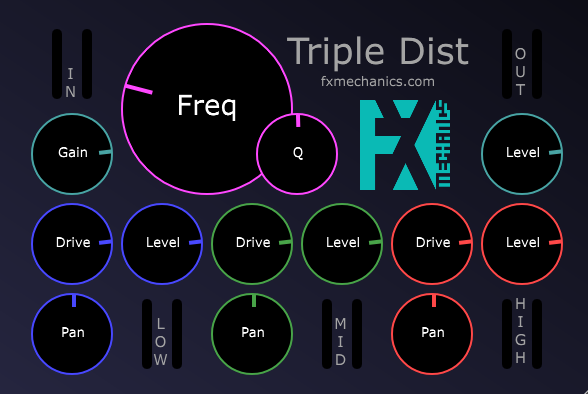 Triple Dist
fxmechanics.com
IN
Freq
OUT
FX
MECHANICS
Gain
Q
Level
Drive
Level
Drive
Level
Drive
Level
Pan
LOW
Pan
MID
Pan
HIGH